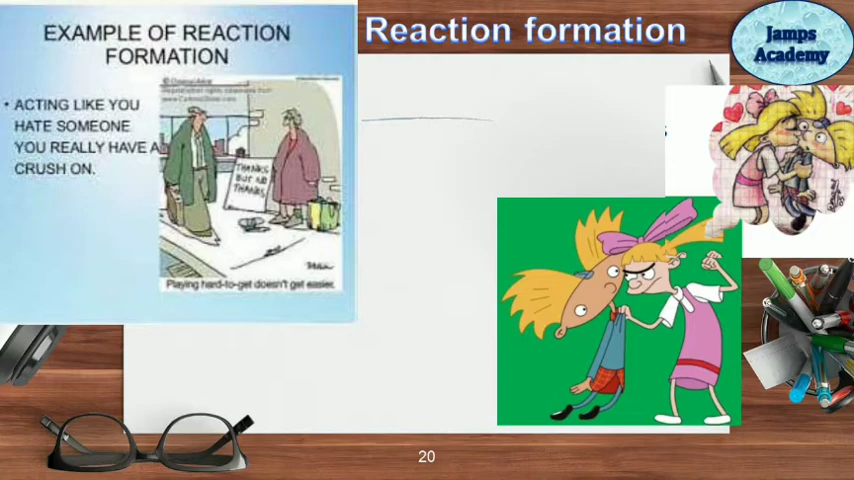 Reaction formation
Jamps
Academy
EXAMPLE OF REACTION
FORMATION
• ACTING LIKE YOU
HATE SOMEONE
YOU REALLY HAVE A
CRUSH ON.
THANKS
BUT NO
THANKS
Playing hard-to-get doesn't get easier.
20